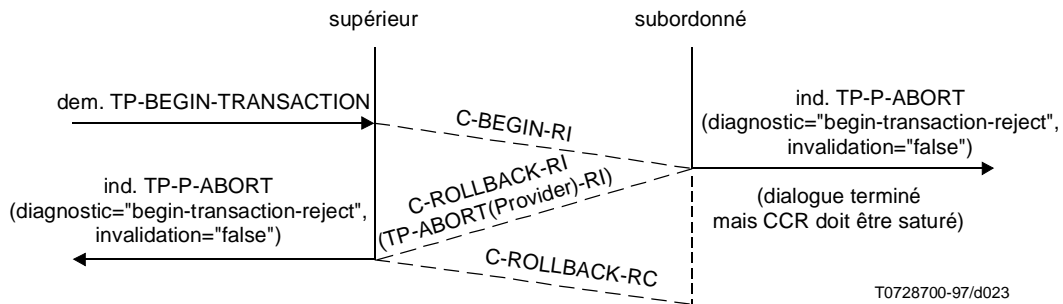 supérieur
subordonné
dem. TP-BEGIN-TRANSACTION
C-BEGIN-RI
ind. TP-P-ABORT
(diagnostic="begin-transaction-reject",
invalidation="false")
ind. TP-P-ABORT
(diagnostic="begin-transaction-reject",
invalidation="false")
C-ROLLBACK-RI
(TP-ABORT(Provider)-RI)
(dialogue terminé
mais CCR doit être saturé)
C-ROLLBACK-RC
T0728700-97/d023